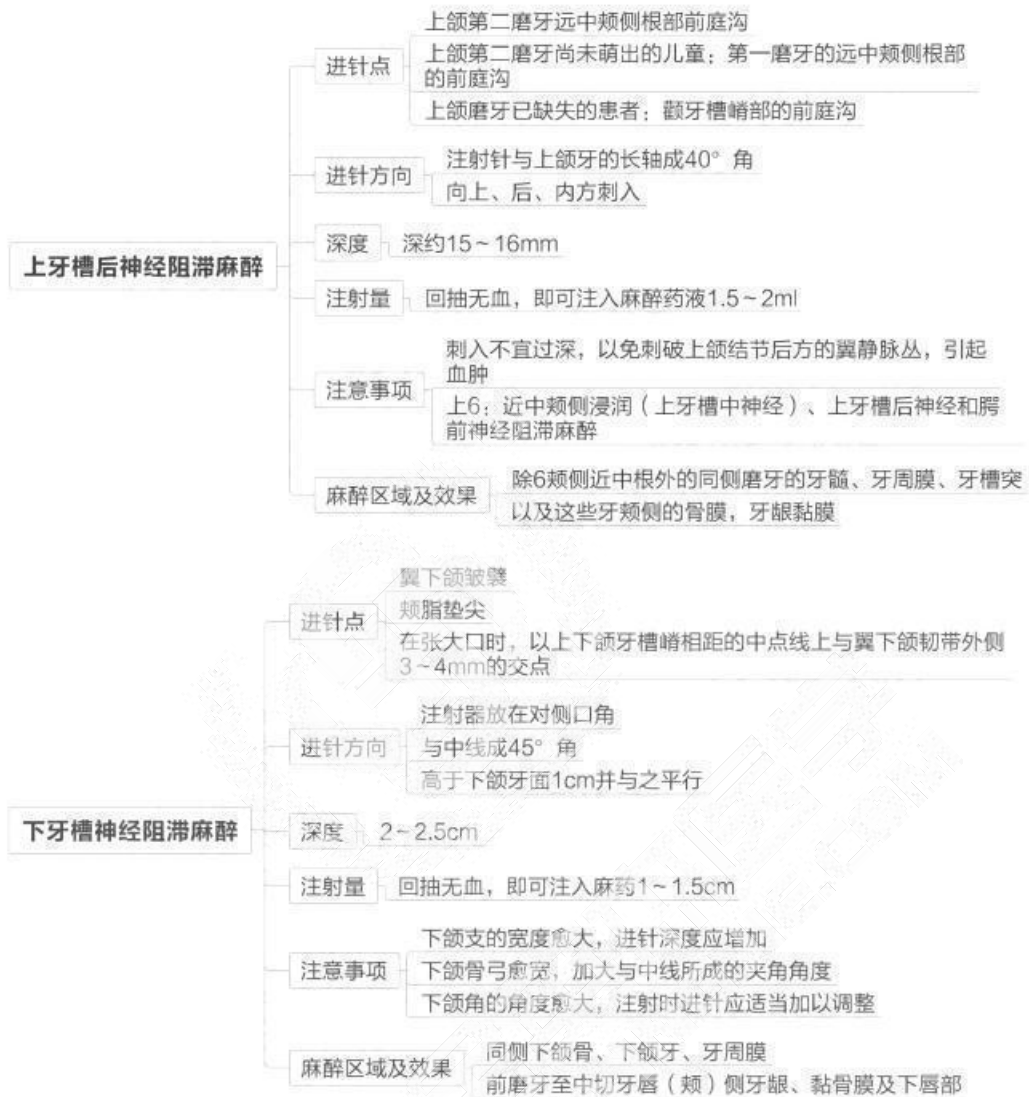 上牙槽后神经阻滞麻醉
进针点
上颌第二磨牙远中颊侧根部前庭沟
上颌第二磨牙尚未萌出的儿童；第一磨牙的远中颊侧根部
的前庭沟
上颌磨牙已缺失的患者；颧牙槽嵴部的前庭沟
进针方向
注射针与上颌牙的长轴成40°角
向上、后、内方刺入
深度
深约15~16mm
注射量
回抽无血，即可注入麻醉药液1.5~2ml
注意事项
刺入不宜过深，以免刺破上颌结节后方的翼静脉丛，引起
血肿
上6：近中颊侧浸润（上牙槽中神经）、上牙槽后神经和腭
前神经阻滞麻醉
麻醉区域及效果
除6颊侧近中根外的同侧磨牙的牙髓、牙周膜、牙槽突
以及这些牙颊侧的骨膜，牙龈黏膜
下牙槽神经阻滞麻醉
进针点
翼下颌皱襞
颊脂垫尖
在张大口时，以上下颌牙槽嵴相距的中点线上与翼下颌韧带外侧
3~4mm的交点
进针方向
注射器放在对侧口角
与中线成45°角
高于下颌牙面1cm并与之平行
深度
2~2.5cm
注射量
回抽无血，即可注入麻药1~1.5cm
注意事项
下颌支的宽度愈大，进针深度应增加
下颌骨弓愈宽，加大与中线所成的夹角角度
下颌角的角度愈大，注射时进针应适当加以调整
麻醉区域及效果
同侧下颌骨、下颌牙、牙周膜
前磨牙至中切牙唇（颊）侧牙龈、黏骨膜及下唇部